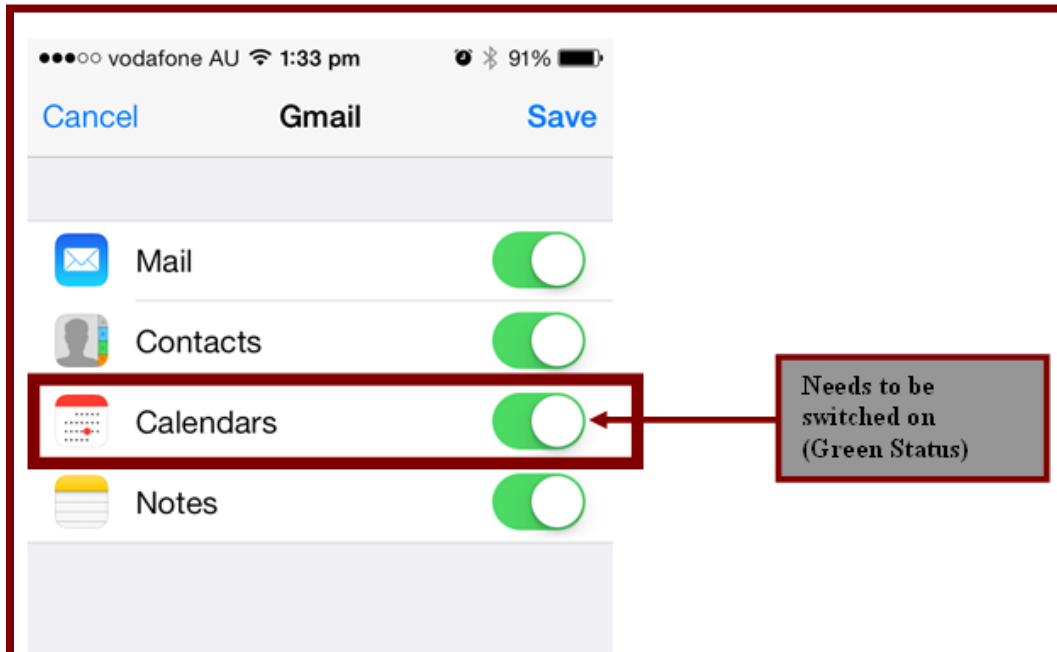 vodafone AU 1:33 pm 91%
Cancel Gmail Save
Mail
Contacts
Calendars
Notes
Needs to be
switched on
(Green Status)